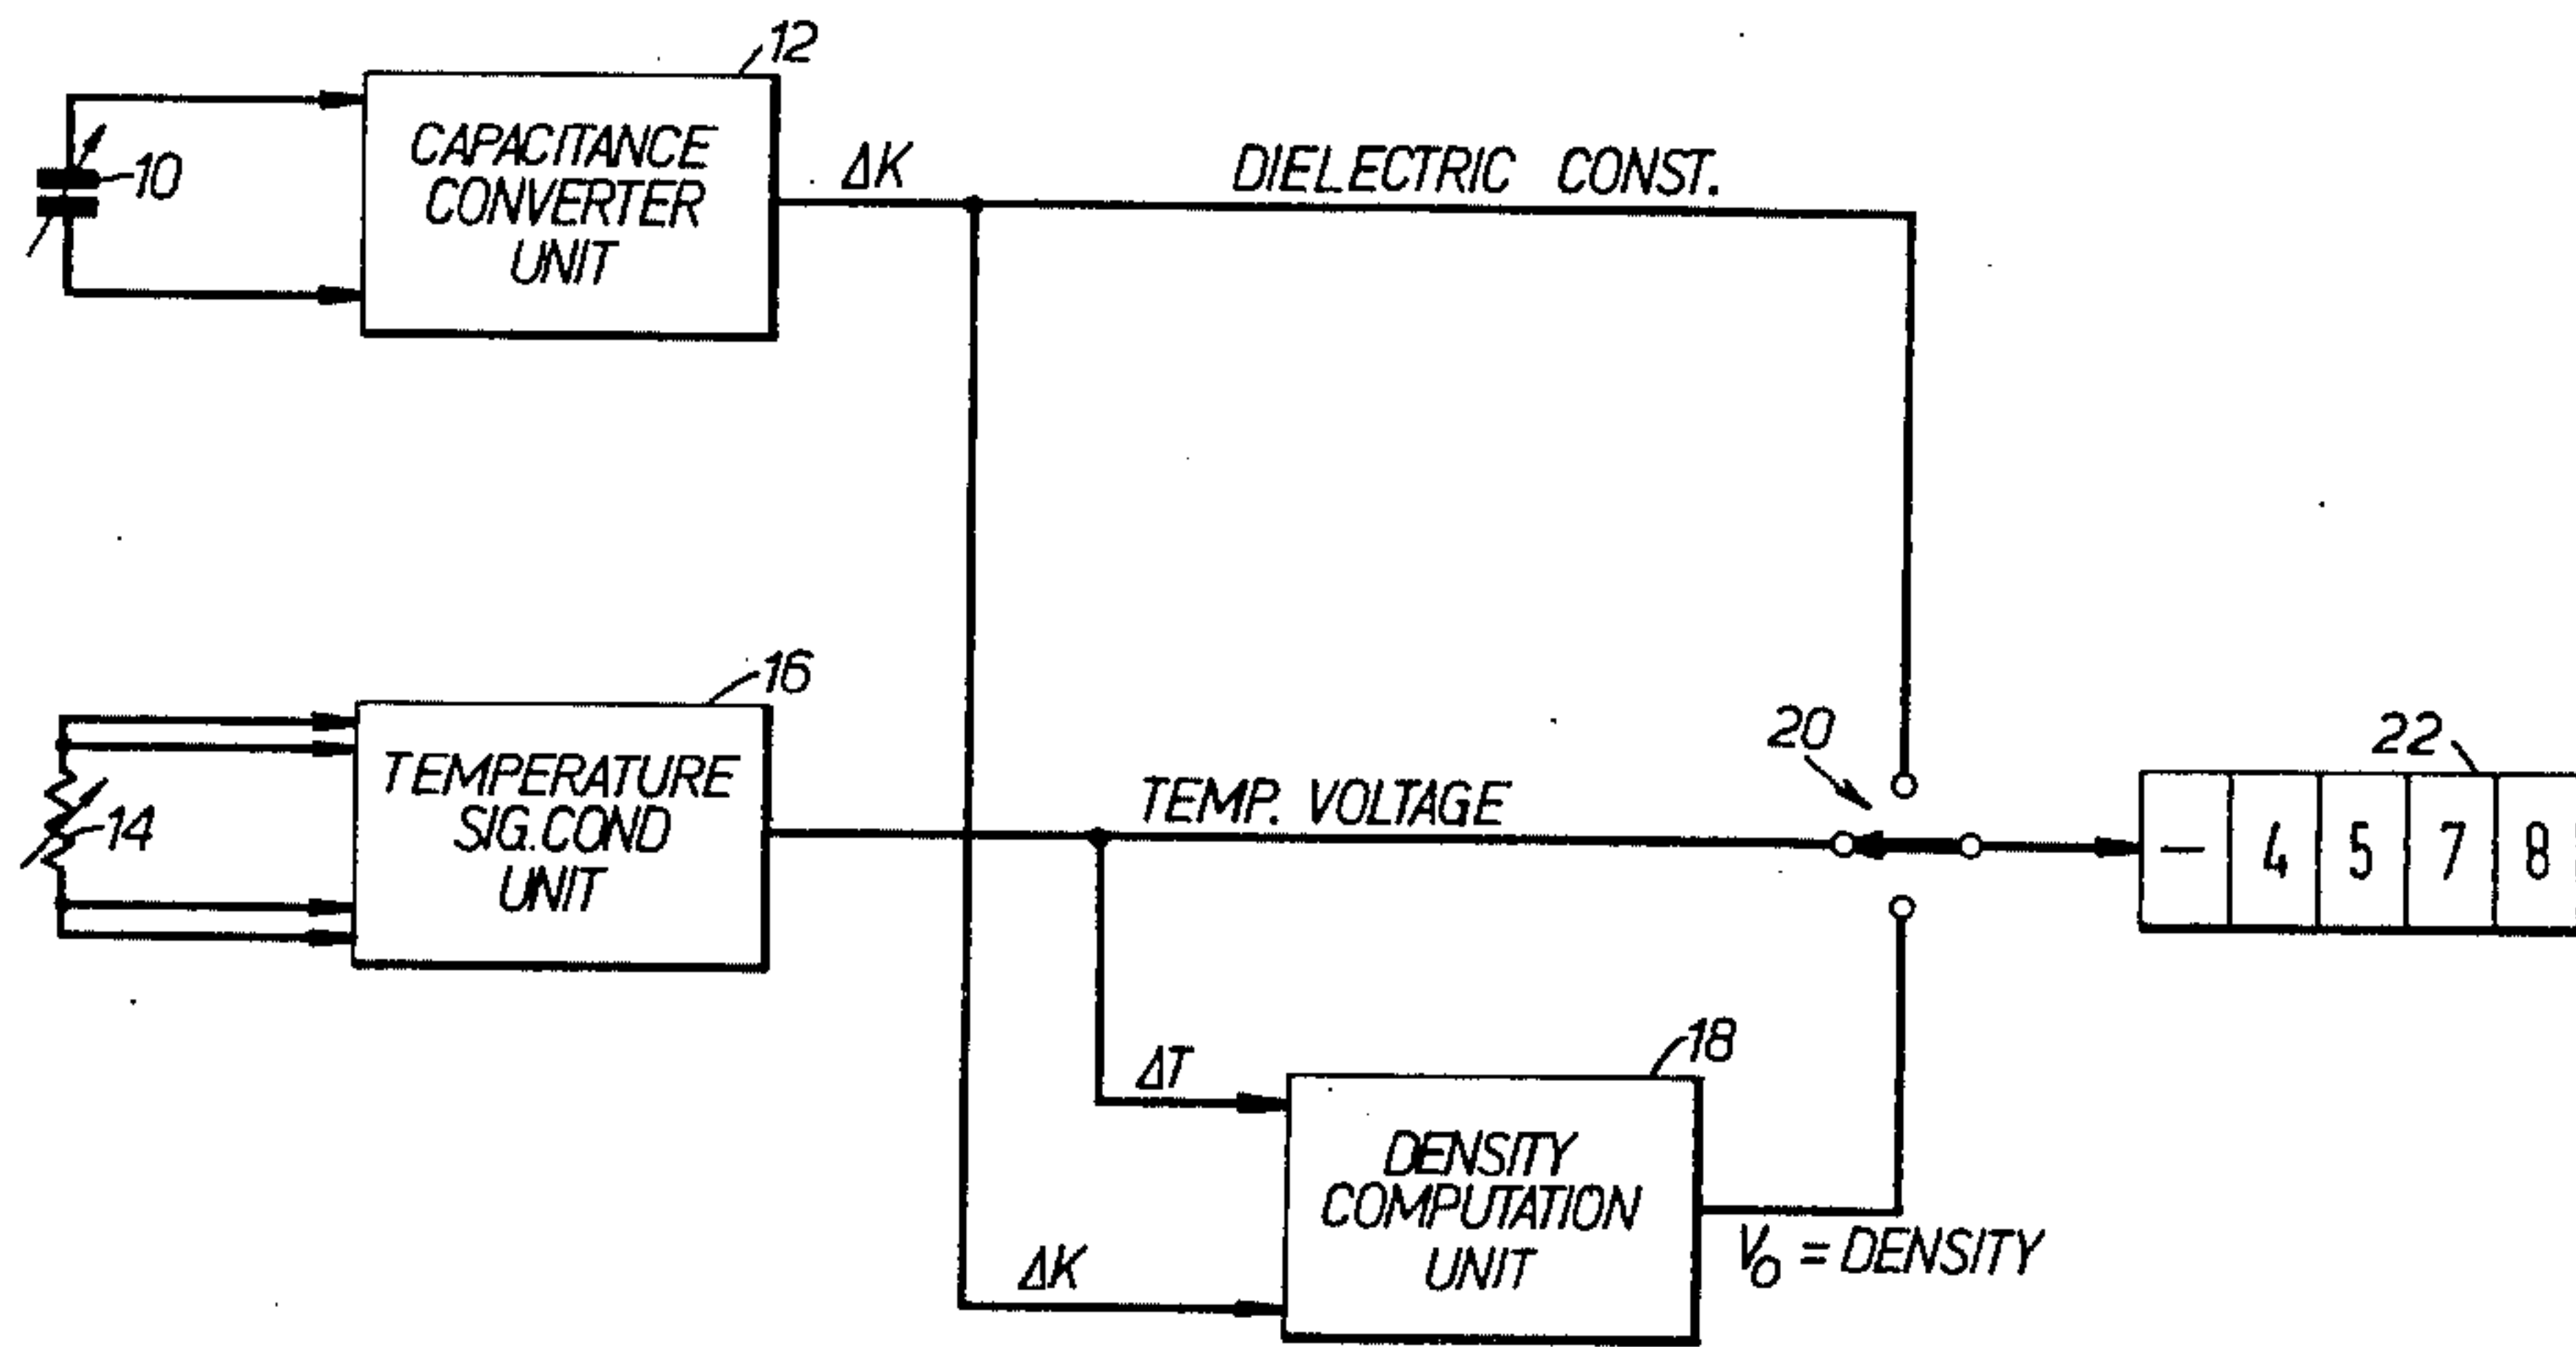 12
CAPACITANCE
CONVERTER
UNIT
10
ΔK
DIELECTRIC CONST.
16
TEMPERATURE
SIG.COND
UNIT
14
TEMP. VOLTAGE
20
22
– 4 5 7 8
ΔT
18
DENSITY
COMPUTATION
UNIT
ΔK
V₀ = DENSITY